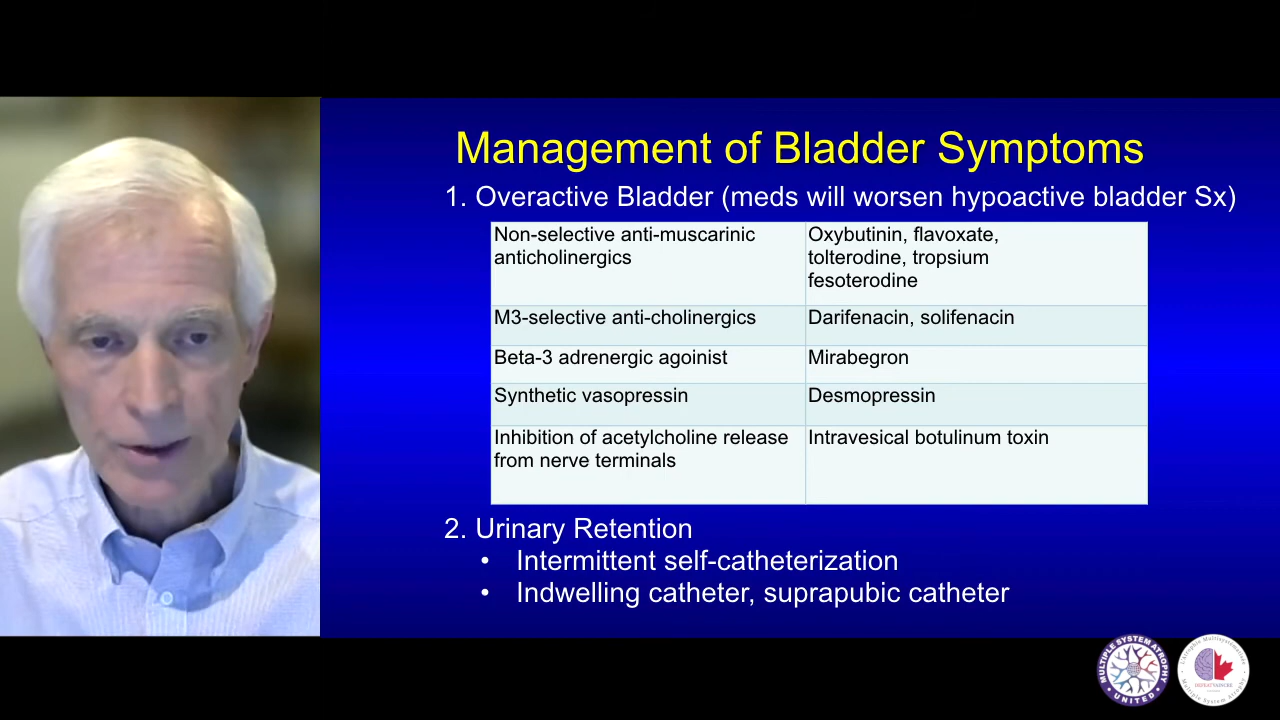 Management of Bladder Symptoms
1. Overactive Bladder (meds will worsen hypoactive bladder Sx)
Non-selective anti-muscarinic
anticholinergics
Oxybutinin, flavoxate,
tolterodine, tropsium
fesoterodine
M3-selective anti-cholinergics
Darifenacin, solifenacin
Beta-3 adrenergic agoinist
Mirabegron
Synthetic vasopressin
Desmopressin
Inhibition of acetylcholine release
from nerve terminals
Intravesical botulinum toxin
2. Urinary Retention
• Intermittent self-catheterization
• Indwelling catheter, suprapubic catheter
MULTIPLE SYSTEM ATROPHY
UNITED
Multiple System Atrophy